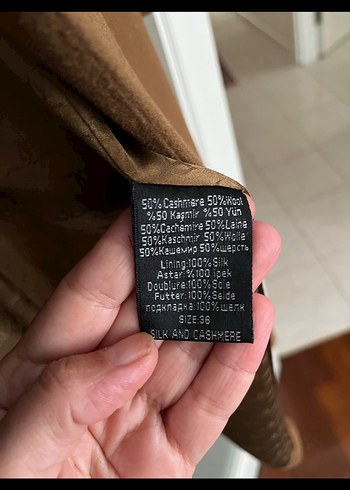 50%Cashmere 50%Wool
%50 Kaşmir %50 Yün
50%Cachemire 50%Laine
50%Kaschmir 50%Wolle
50%Кашемир 50%шерсть
Lining:100%Silk
Astar:%100 ipek
Doublure:100%Soie
Futter:100%Seide
подкладка:100%шелк
SIZE:36
SILK AND CASHMERE